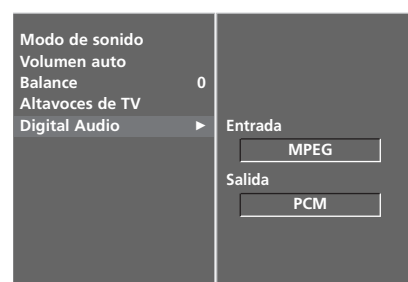 Modo de sonido
Volumen auto
Balance 0
Altavoces de TV
Digital Audio ►
Entrada
MPEG
Salida
PCM